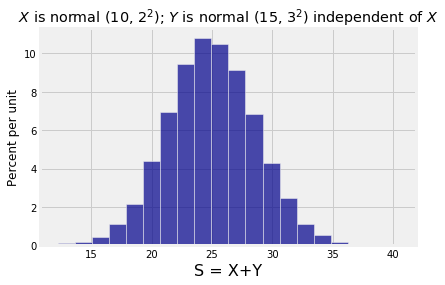 X is normal (10, 2²); Y is normal (15, 3²) independent of X
Percent per unit
10
8
6
4
2
0
15 20 25 30 35 40
S = X+Y